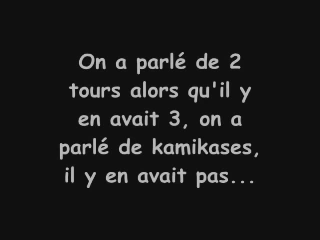 On a parlé de 2
tours alors qu'il y
en avait 3, on a
parlé de kamikases,
il y en avait pas...